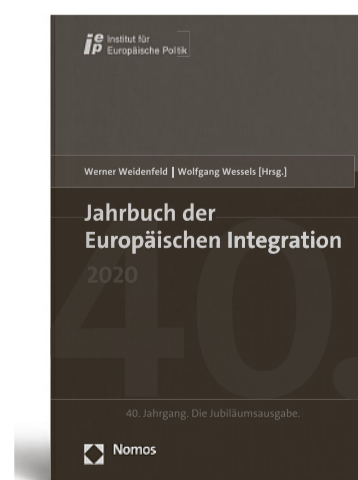 iep Institut für
Europäische Politik
Werner Weidenfeld | Wolfgang Wessels [Hrsg.]
Jahrbuch der
Europäischen Integration
2020
40.
40. Jahrgang. Die Jubiläumsausgabe.
Nomos